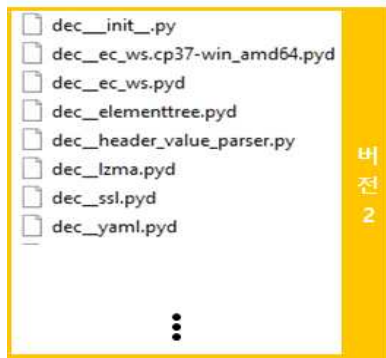 dec__init__.py
dec__ec_ws.cp37-win_amd64.pyd
dec__ec_ws.pyd
dec__elementtree.pyd
dec__header_value_parser.py
dec__lzma.pyd
dec__ssl.pyd
dec__yaml.pyd
버전 2